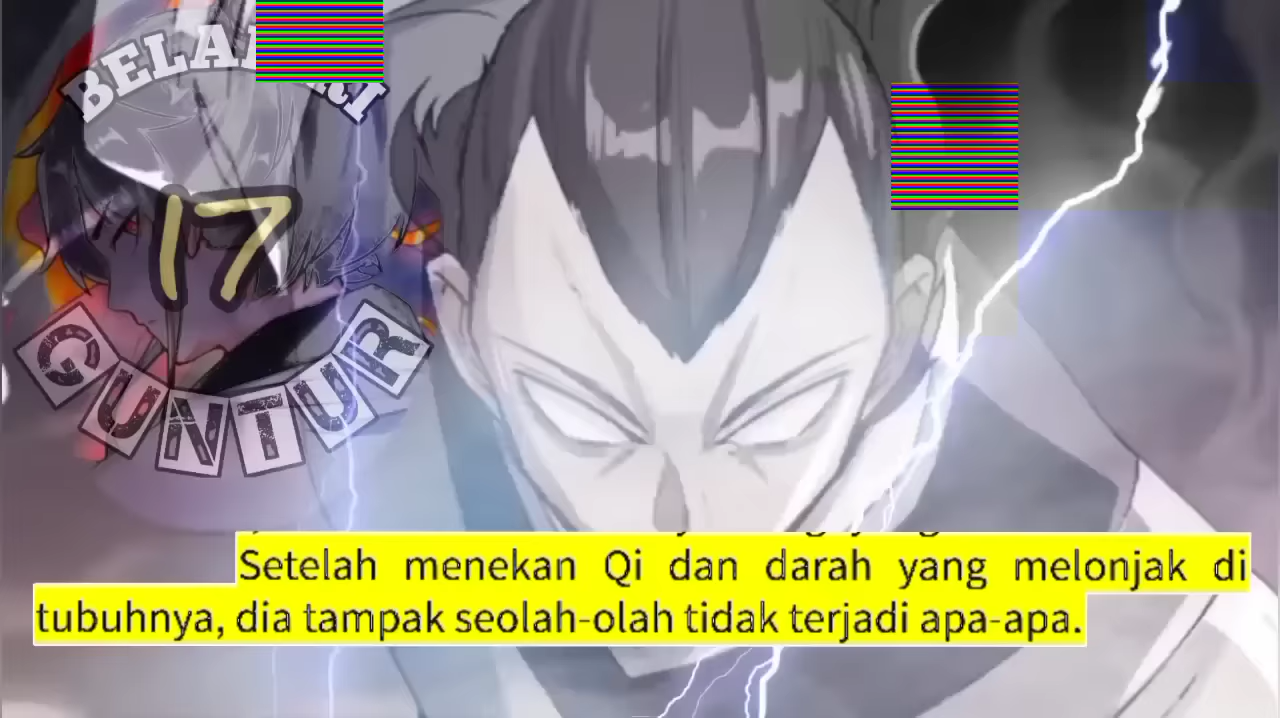 17
GUNTUR
Setelah menekan Qi dan darah yang melonjak di
tubuhnya, dia tampak seolah-olah tidak terjadi apa-apa.